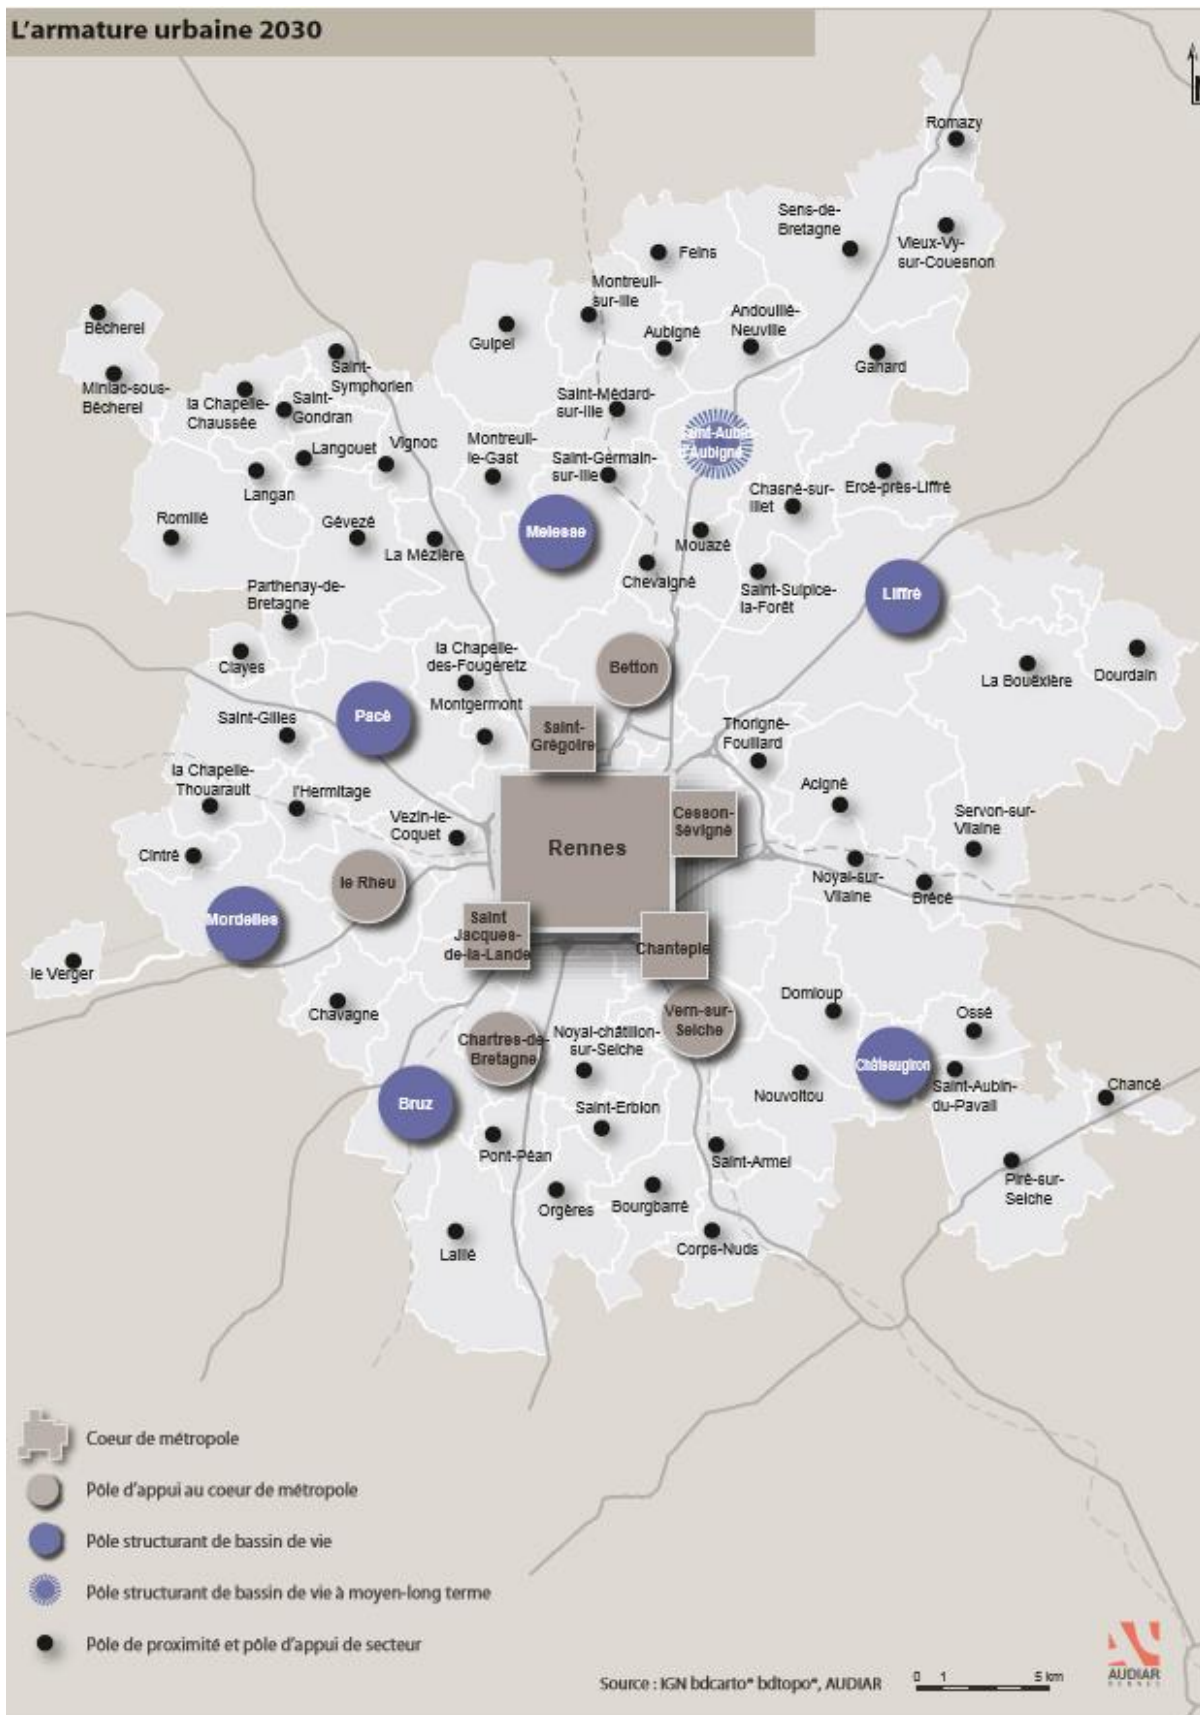 L'armature urbaine 2030
Romazy
Sens-de-
Bretagne
Vieux-Vy-
sur-Couesnon
Feins
Montreuil-
sur-Ille
Andouillé-
Neuville
Bécherel
Guipel
Aubigné
Gahard
Miniac-sous-
Bécherel
Saint-
Symphorien
la Chapelle-
Chaussée
Saint-
Gondran
Saint-Médard-
sur-Ille
Langouet
Vignoc
Montreuil-
le-Gast
Saint-Germain-
sur-Ille
d'Aubigné
Langan
Chasné-sur-
Illet
Ercé-près-Liffré
Romillé
Gévezé
La Mézière
Melesse
Mouazé
Chevaigné
Saint-Sulpice-
la-Forêt
Liffré
Parthenay-de-
Bretagne
Clayes
la Chapelle-
des-Fougeretz
Betton
La Bouëxière
Dourdain
Montgermont
Saint-Gilles
Pacé
Saint-
Grégoire
Thorigné-
Fouillard
la Chapelle-
Thouarault
l'Hermitage
Vezin-le-
Coquet
Cesson-
Sévigné
Acigné
Servon-sur-
Vilaine
Cintré
le Rheu
Rennes
Noyal-sur-
Vilaine
Brécé
Mordelles
Saint
Jacques-
de-la-Lande
Chantepie
le Verger
Chavagne
Domloup
Ossé
Chartres-de-
Bretagne
Noyal-châtillon-
sur-Seiche
Vern-sur-
Seiche
Châteaugiron
Saint-Aubin-
du-Pavail
Chancé
Bruz
Nouvoitou
Saint-Erblon
Pont-Péan
Saint-Armel
Piré-sur-
Seiche
Orgères
Bourgbarré
Laillé
Corps-Nuds
Coeur de métropole
Pôle d'appui au coeur de métropole
Pôle structurant de bassin de vie
Pôle structurant de bassin de vie à moyen-long terme
Pôle de proximité et pôle d'appui de secteur
Source : IGN bdcarto® bdtopo®, AUDIAR
0 1 5 km
AUDIAR
RENNES